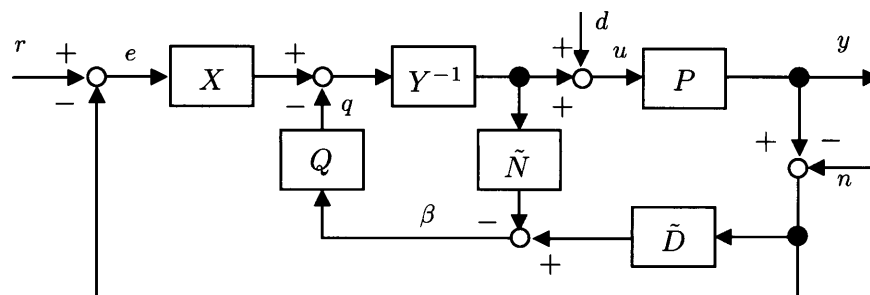 r + e X + Y⁻¹ + d u P y
− − q +
Q Ñ + −
n
β − D̃
+